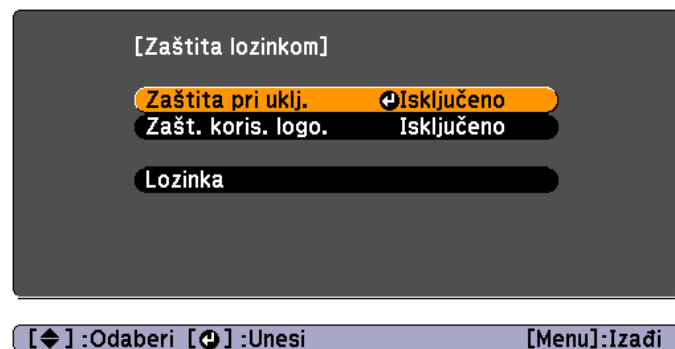 [Zaštita lozinkom]
Zaštita pri uklj. Isključeno
Zašt. koris. logo. Isključeno
Lozinka
[◆] :Odaberi [↵] :Unesi [Menu]:Izađi